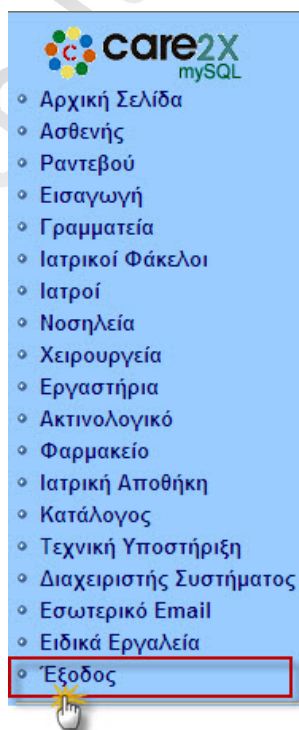 care2x
mySQL
Αρχική Σελίδα
Ασθενής
Ραντεβού
Εισαγωγή
Γραμματεία
Ιατρικοί Φάκελοι
Ιατροί
Νοσηλεία
Χειρουργεία
Εργαστήρια
Ακτινολογικό
Φαρμακείο
Ιατρική Αποθήκη
Κατάλογος
Τεχνική Υποστήριξη
Διαχειριστής Συστήματος
Εσωτερικό Email
Ειδικά Εργαλεία
Έξοδος